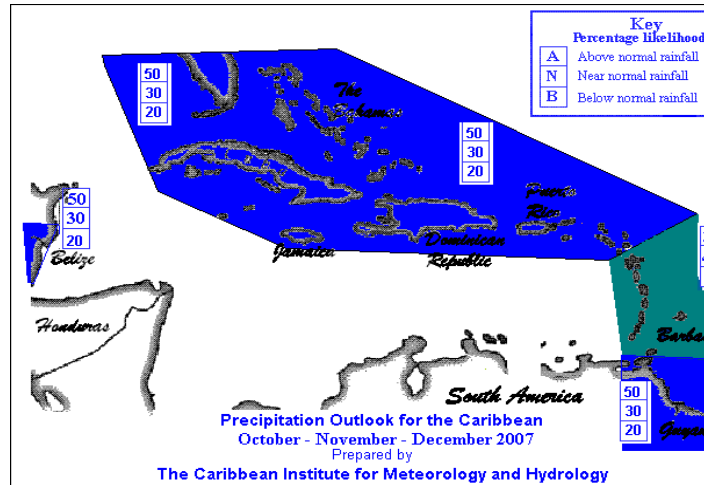 Key
Percentage likelihood
A Above normal rainfall
N Near normal rainfall
B Below normal rainfall
50
30
20
The
Bahamas
50
30
20
50
30
20
Belize
Puerto
Jamaica
Dominican
Republic
Honduras
South America
50
30
20
Precipitation Outlook for the Caribbean
October - November - December 2007
Prepared by
The Caribbean Institute for Meteorology and Hydrology